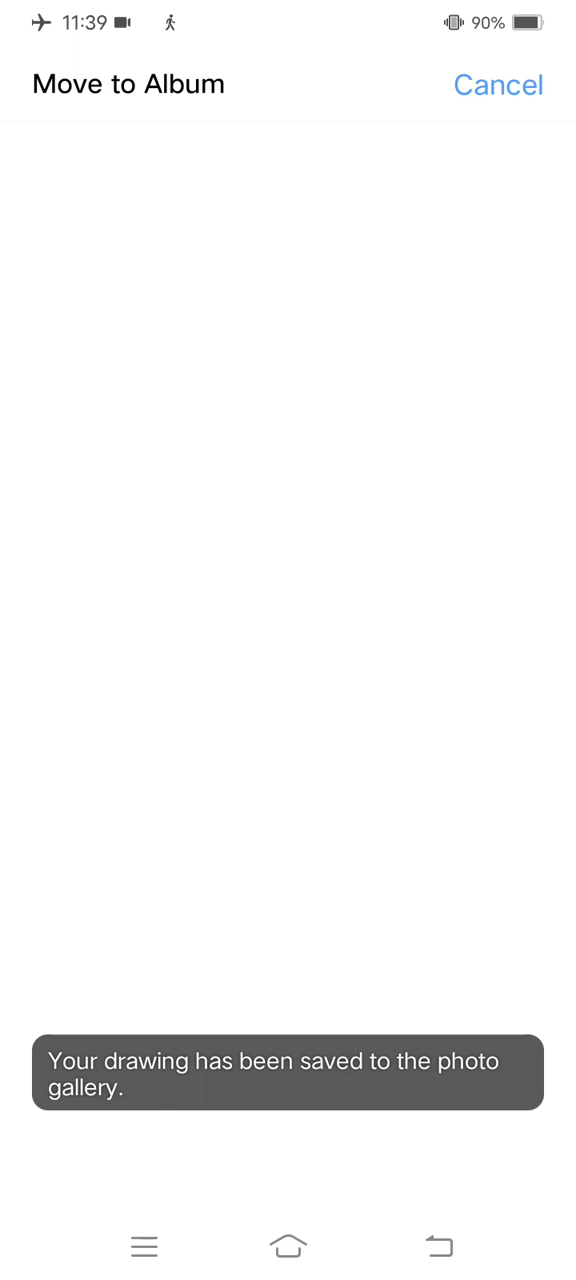 11:39
90%
Move to Album
Cancel
Your drawing has been saved to the photo
gallery.